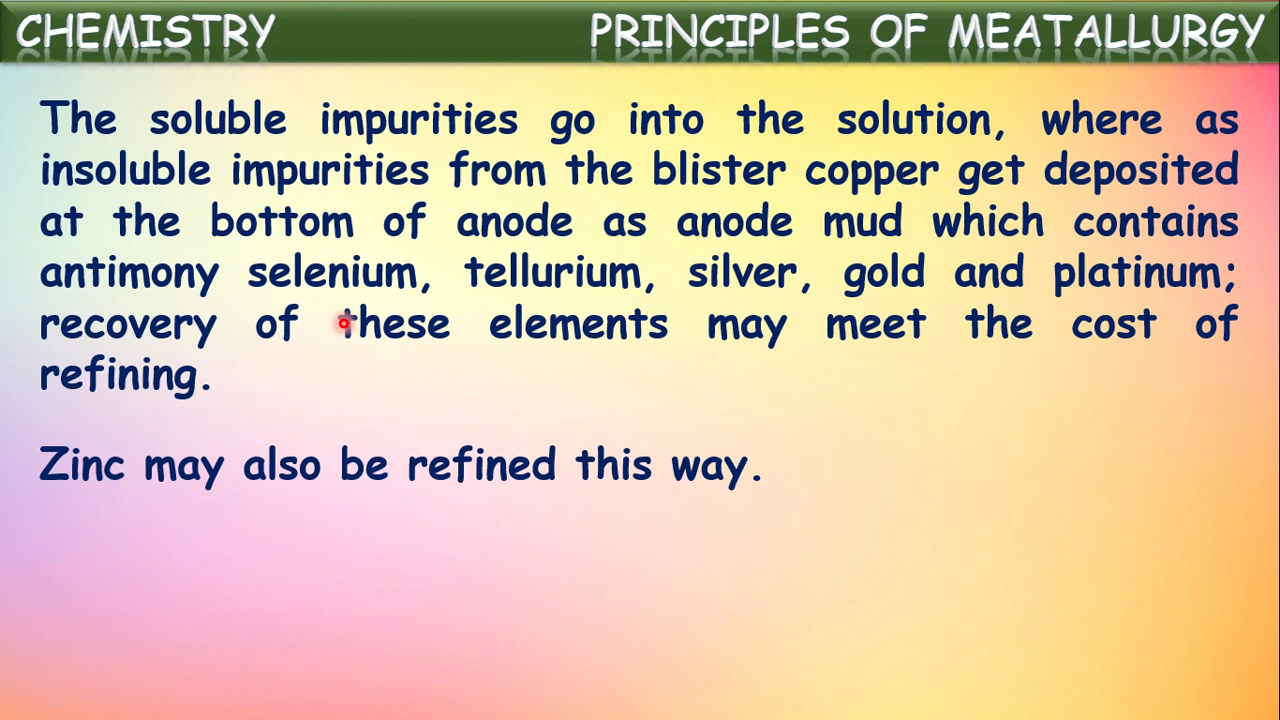 CHEMISTRY PRINCIPLES OF MEATALLURGY
The soluble impurities go into the solution, where as
insoluble impurities from the blister copper get deposited
at the bottom of anode as anode mud which contains
antimony selenium, tellurium, silver, gold and platinum;
recovery of these elements may meet the cost of
refining.
Zinc may also be refined this way.